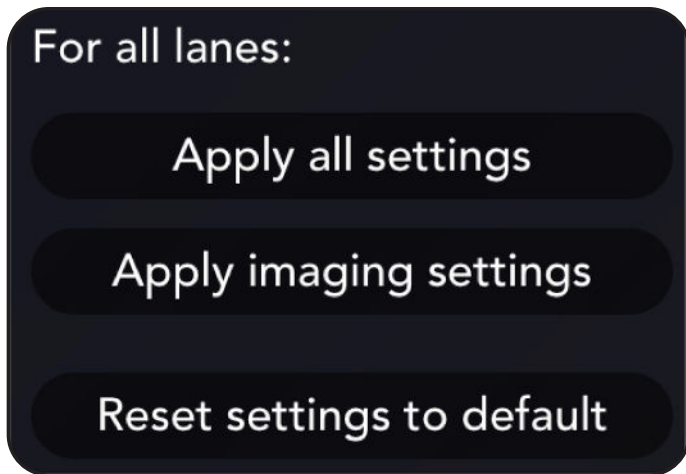 For all lanes:
Apply all settings
Apply imaging settings
Reset settings to default